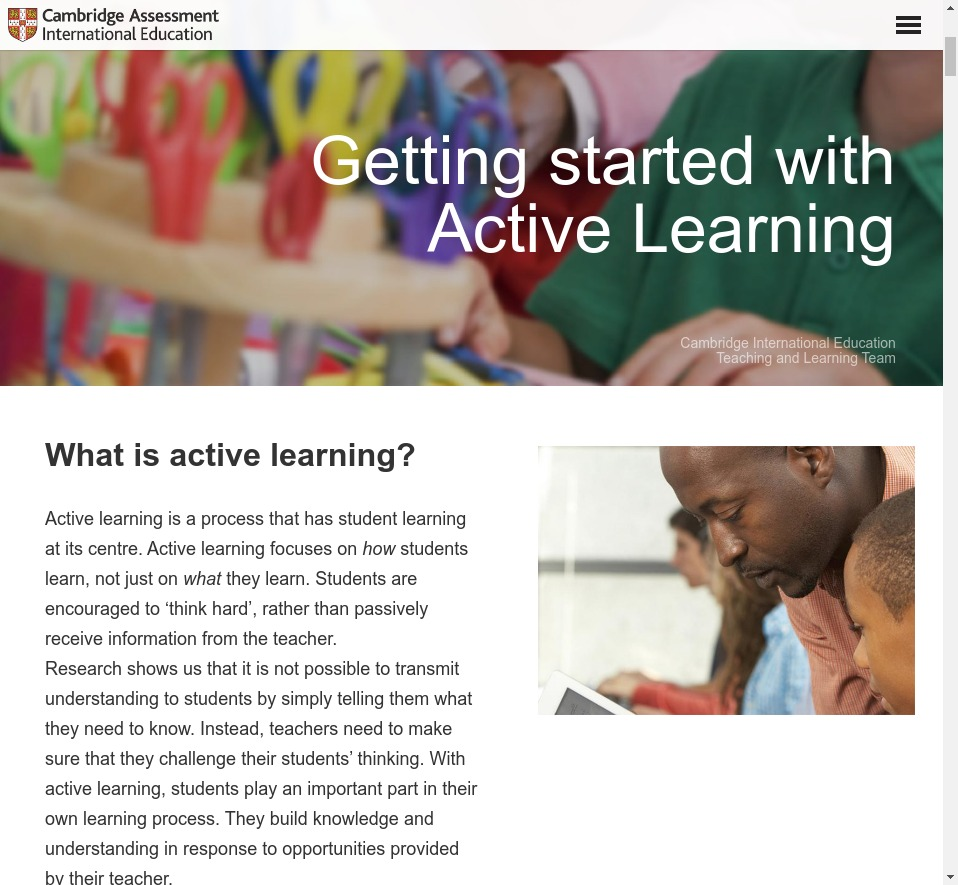 Cambridge Assessment
International Education
Getting started with
Active Learning
Cambridge International Education
Teaching and Learning Team
What is active learning?
Active learning is a process that has student learning
at its centre. Active learning focuses on how students
learn, not just on what they learn. Students are
encouraged to ‘think hard’, rather than passively
receive information from the teacher.
Research shows us that it is not possible to transmit
understanding to students by simply telling them what
they need to know. Instead, teachers need to make
sure that they challenge their students’ thinking. With
active learning, students play an important part in their
own learning process. They build knowledge and
understanding in response to opportunities provided
by their teacher.